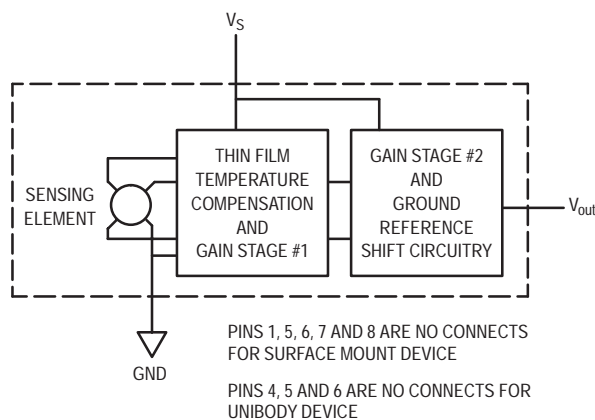 V_S
SENSING
ELEMENT
THIN FILM
TEMPERATURE
COMPENSATION
AND
GAIN STAGE #1
GAIN STAGE #2
AND
GROUND
REFERENCE
SHIFT CIRCUITRY
V_out
GND
PINS 1, 5, 6, 7 AND 8 ARE NO CONNECTS
FOR SURFACE MOUNT DEVICE
PINS 4, 5 AND 6 ARE NO CONNECTS FOR
UNIBODY DEVICE